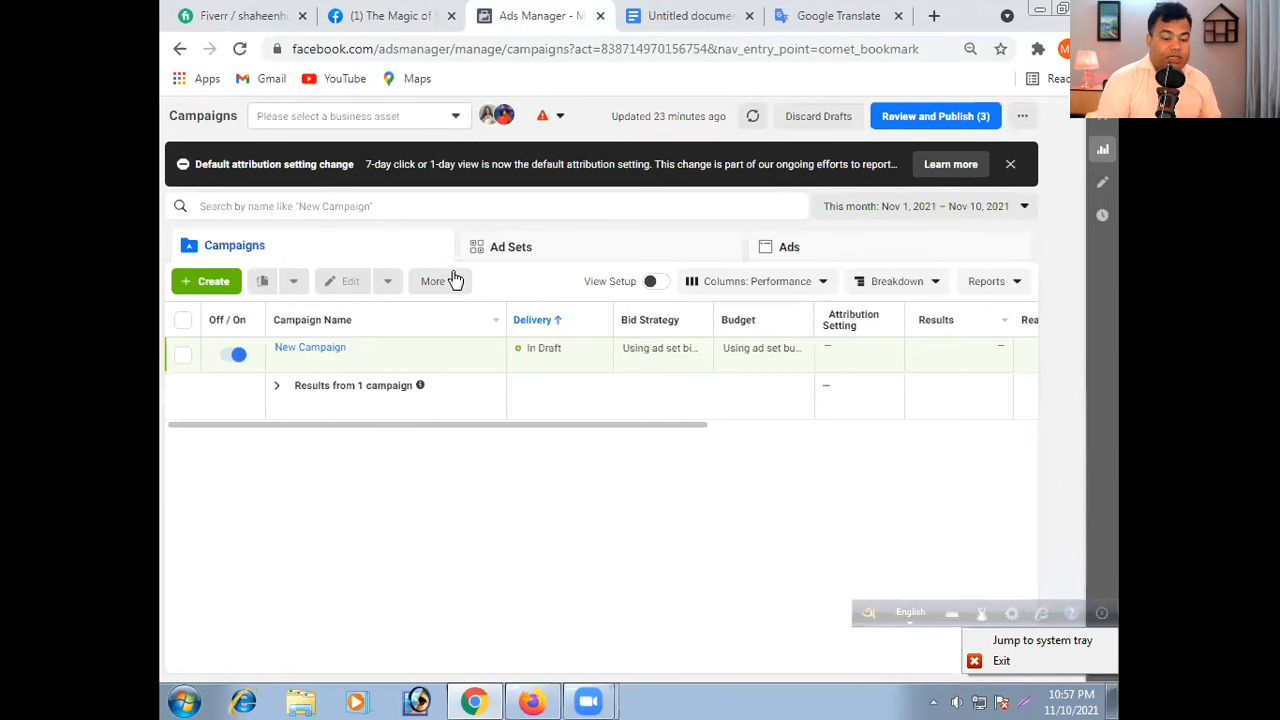 Fiverr / shaheenh
(1) The Magic of
Ads Manager - M
Untitled docume
Google Translate
facebook.com/adsmanager/manage/campaigns?act=838714970156754&nav_entry_point=comet_bookmark
Apps
Gmail
YouTube
Maps
Campaigns
Please select a business asset
Updated 23 minutes ago
Discard Drafts
Review and Publish (3)
Default attribution setting change 7-day click or 1-day view is now the default attribution setting. This change is part of our ongoing efforts to report...
Learn more
Search by name like "New Campaign"
This month: Nov 1, 2021 – Nov 10, 2021
Campaigns
Ad Sets
Ads
+ Create
Edit
More
View Setup
Columns: Performance
Breakdown
Reports
Off / On
Campaign Name
Delivery ↑
Bid Strategy
Budget
Attribution
Setting
Results
Rea
New Campaign
In Draft
Using ad set bi...
Using ad set bu...
—
—
Results from 1 campaign
—
English
Jump to system tray
Exit
10:57 PM
11/10/2021